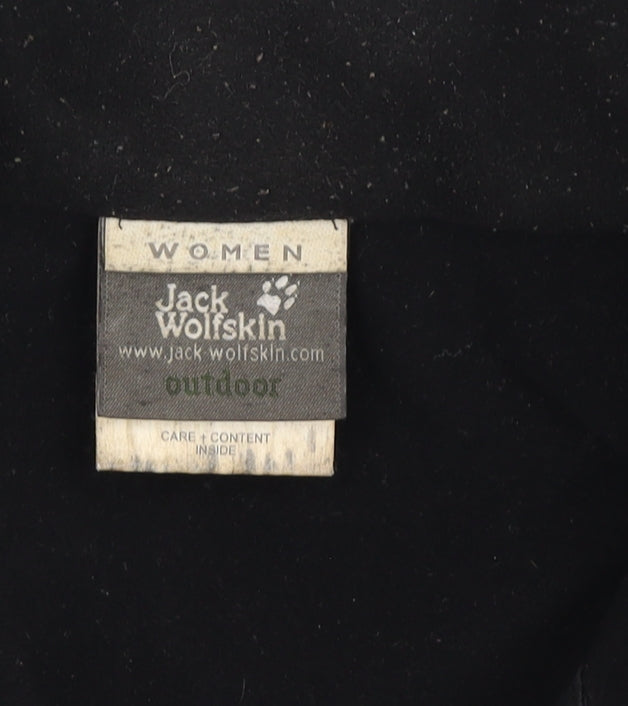 WOMEN
Jack
Wolfskin
www.jack-wolfskin.com
outdoor
CARE + CONTENT
INSIDE